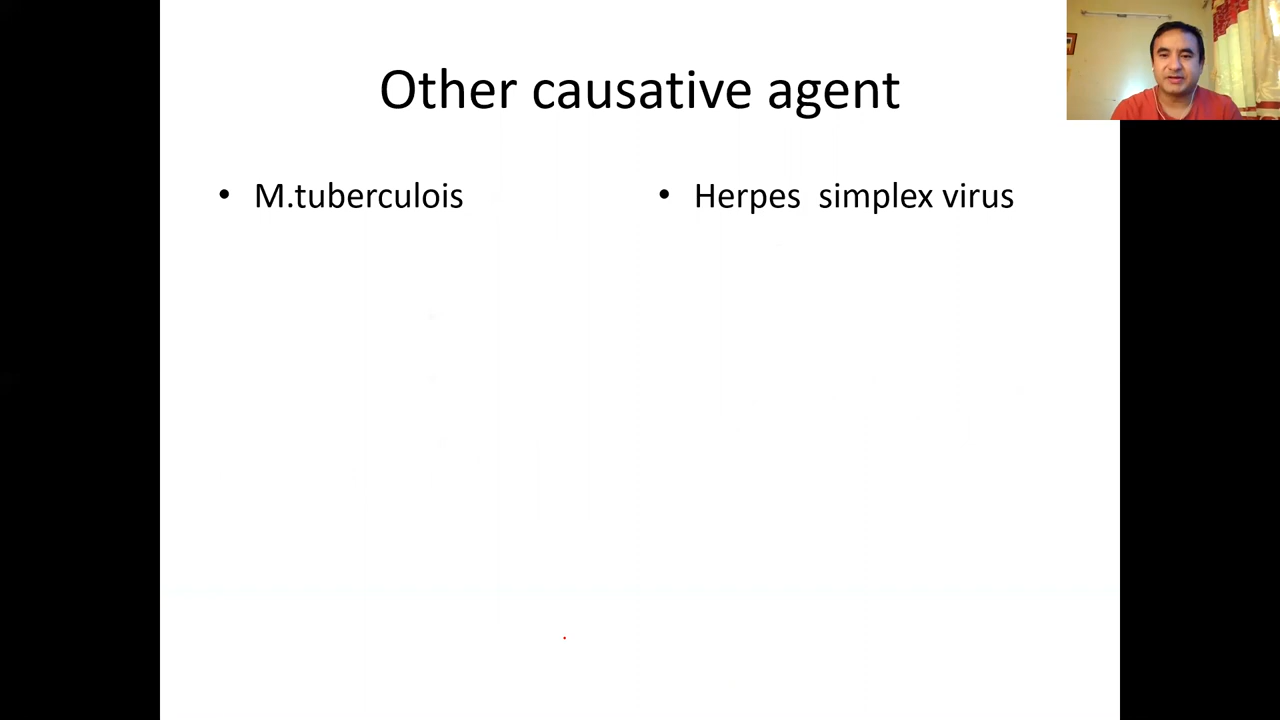 Other causative agent
• M.tuberculois
• Herpes  simplex virus